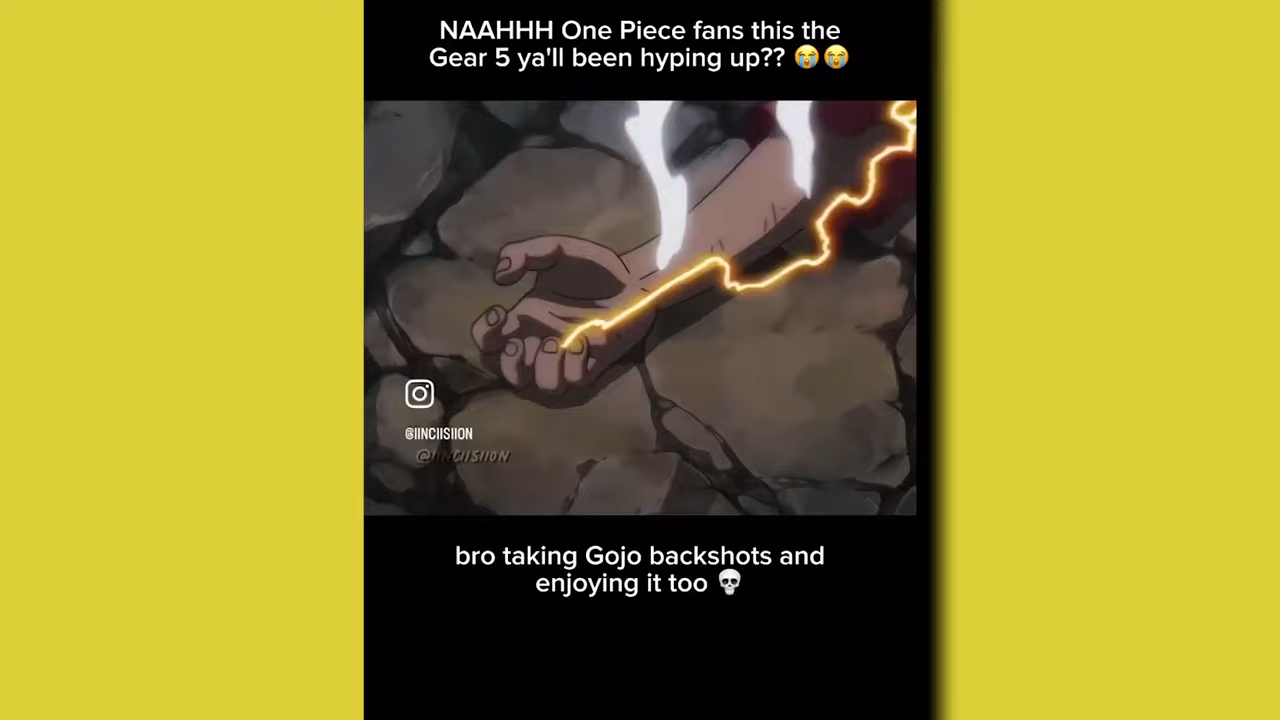 NAAHHH One Piece fans this the
Gear 5 ya'll been hyping up?? 😭😭
@IINCIISIION
@IINCIISIION
bro taking Gojo backshots and
enjoying it too 💀